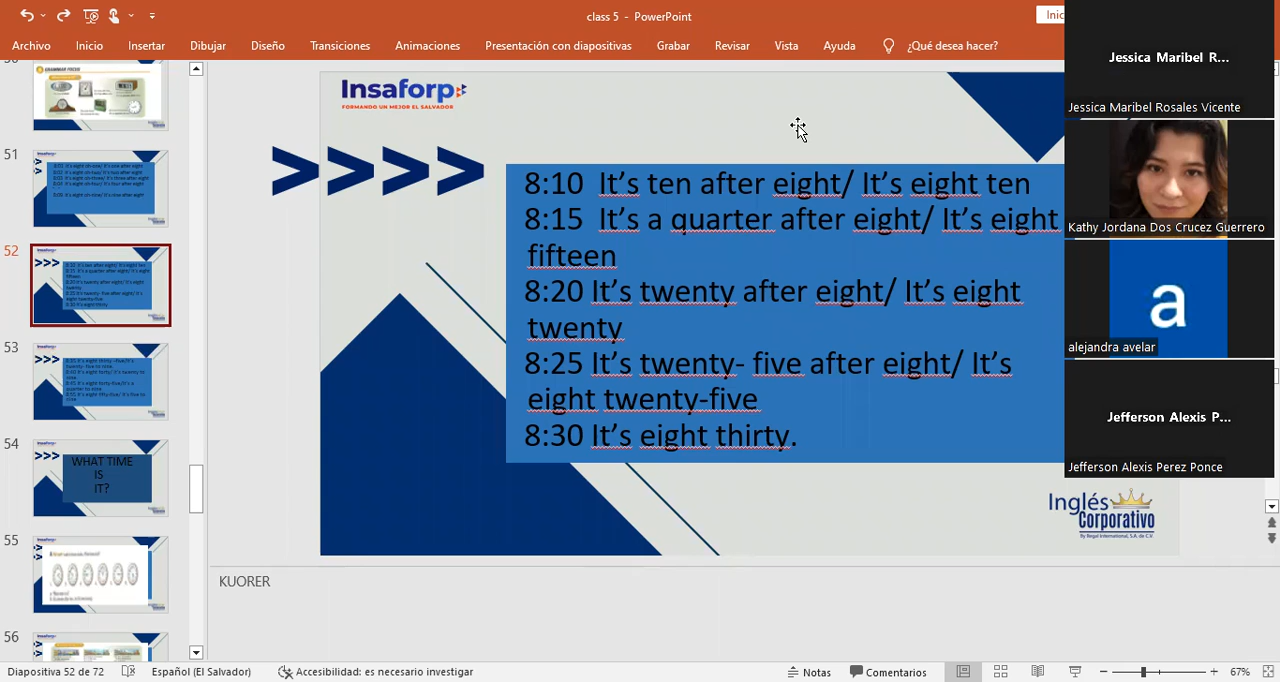 class 5 - PowerPoint
Inic
Archivo Inicio Insertar Dibujar Diseño Transiciones Animaciones Presentación con diapositivas Grabar Revisar Vista Ayuda ¿Qué desea hacer?
Jessica Maribel R...
Jessica Maribel Rosales Vicente
Kathy Jordana Dos Crucez Guerrero
a
alejandra avelar
Jefferson Alexis P...
Jefferson Alexis Perez Ponce
51
52
53
54
WHAT TIME
IS
IT?
55
56
Insaforp
FORMANDO UN MEJOR EL SALVADOR
>>>>
8:10 It’s ten after eight/ It’s eight ten
8:15 It’s a quarter after eight/ It’s eight
fifteen
8:20 It’s twenty after eight/ It’s eight
twenty
8:25 It’s twenty- five after eight/ It’s
eight twenty-five
8:30 It’s eight thirty.
Inglés
Corporativo
By Regal International, S.A. de C.V.
KUORER
Diapositiva 52 de 72 Español (El Salvador) Accesibilidad: es necesario investigar Notas Comentarios 67%